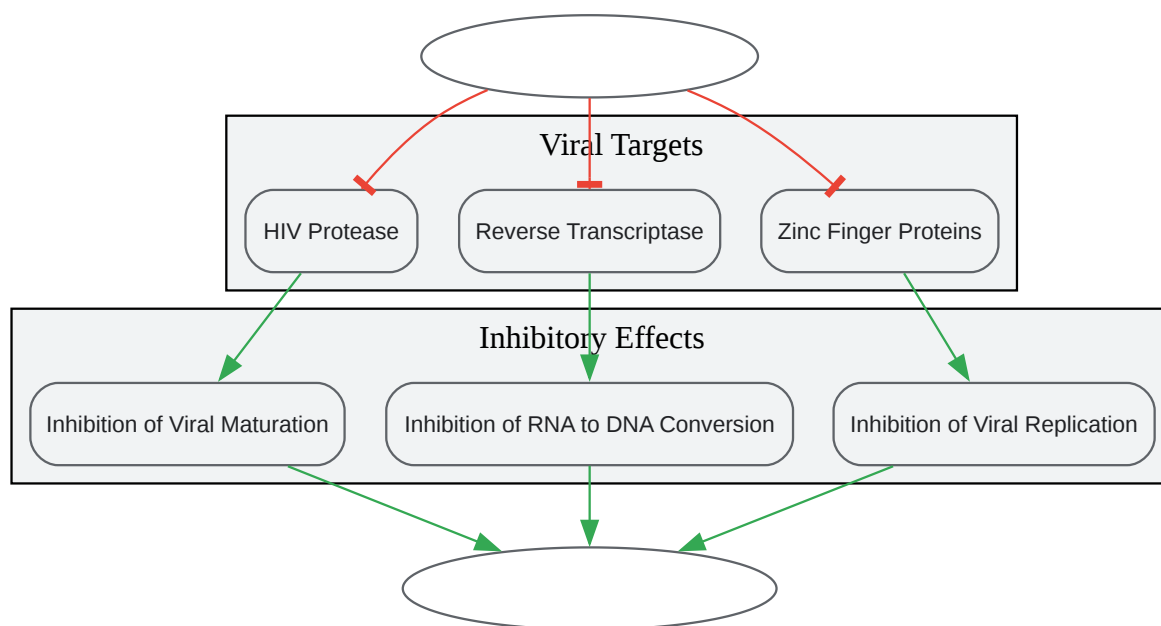 Viral Targets
HIV Protease
Reverse Transcriptase
Zinc Finger Proteins
Inhibitory Effects
Inhibition of Viral Maturation
Inhibition of RNA to DNA Conversion
Inhibition of Viral Replication